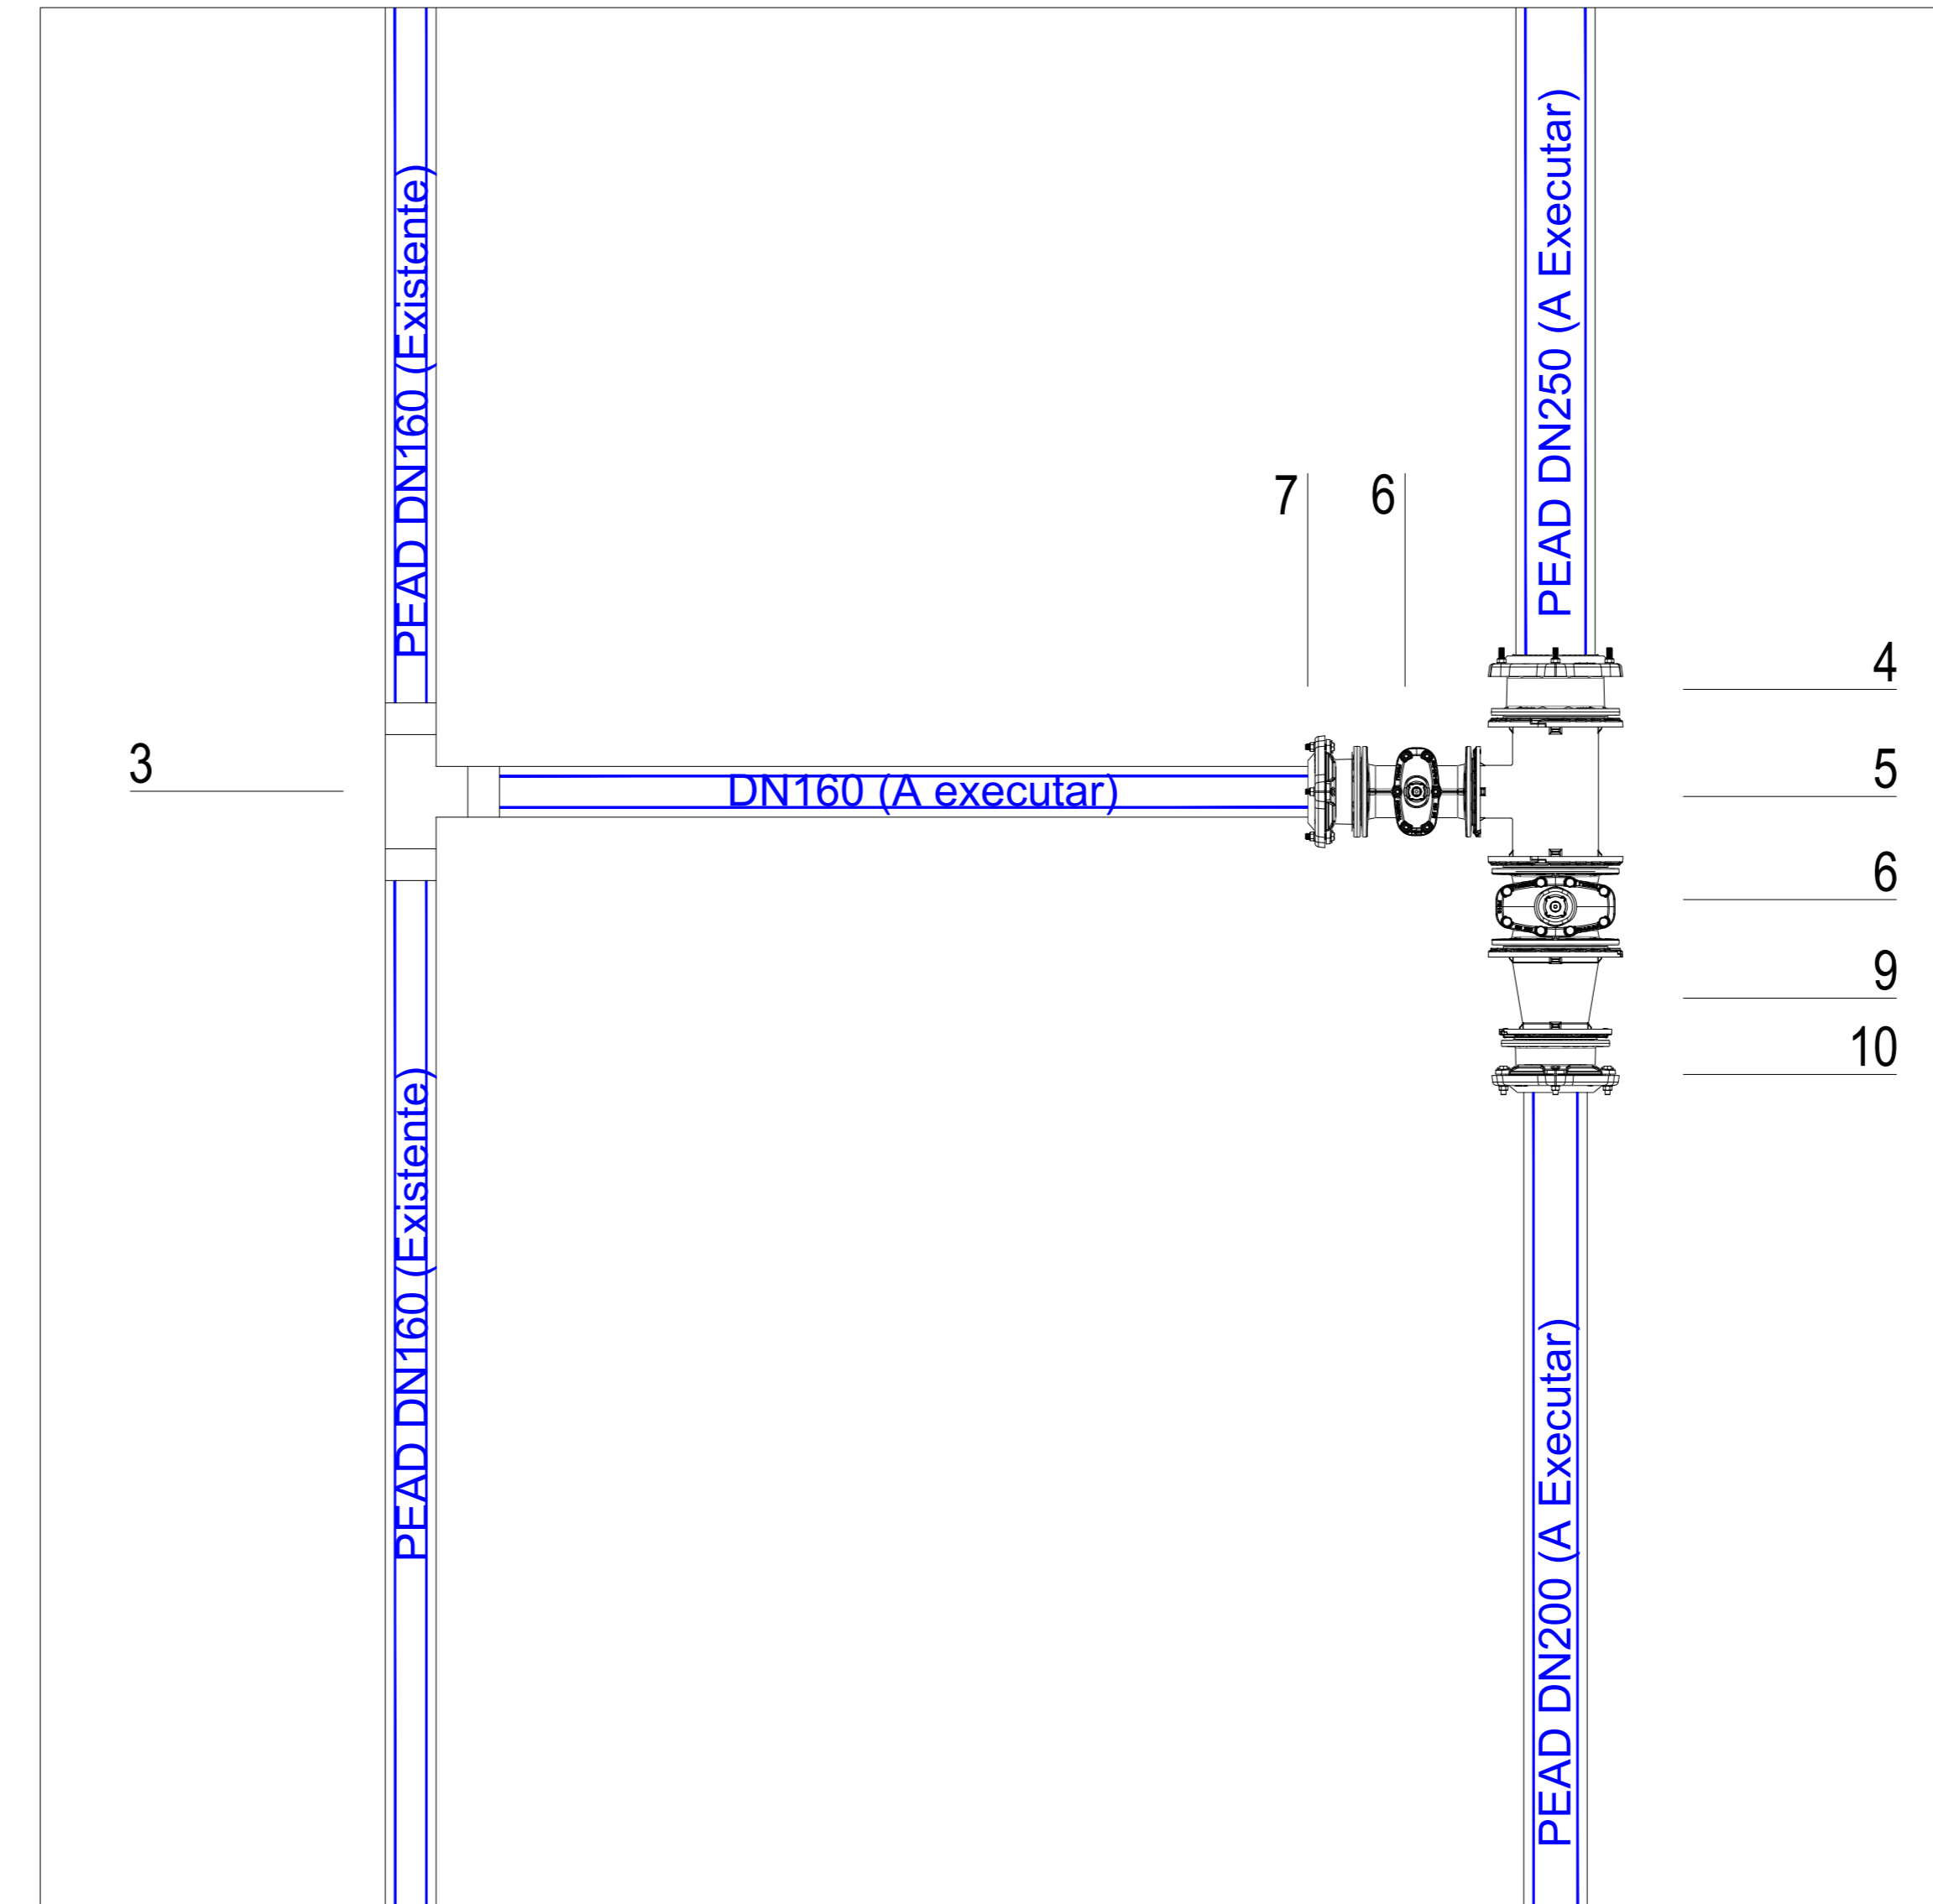 PEAD DN160 (Existente)
PEAD DN250 (A Executar)
7
6
4
3
DN160 (A executar)
5
6
9
10
PEAD DN160 (Existente)
PEAD DN200 (A Executar)